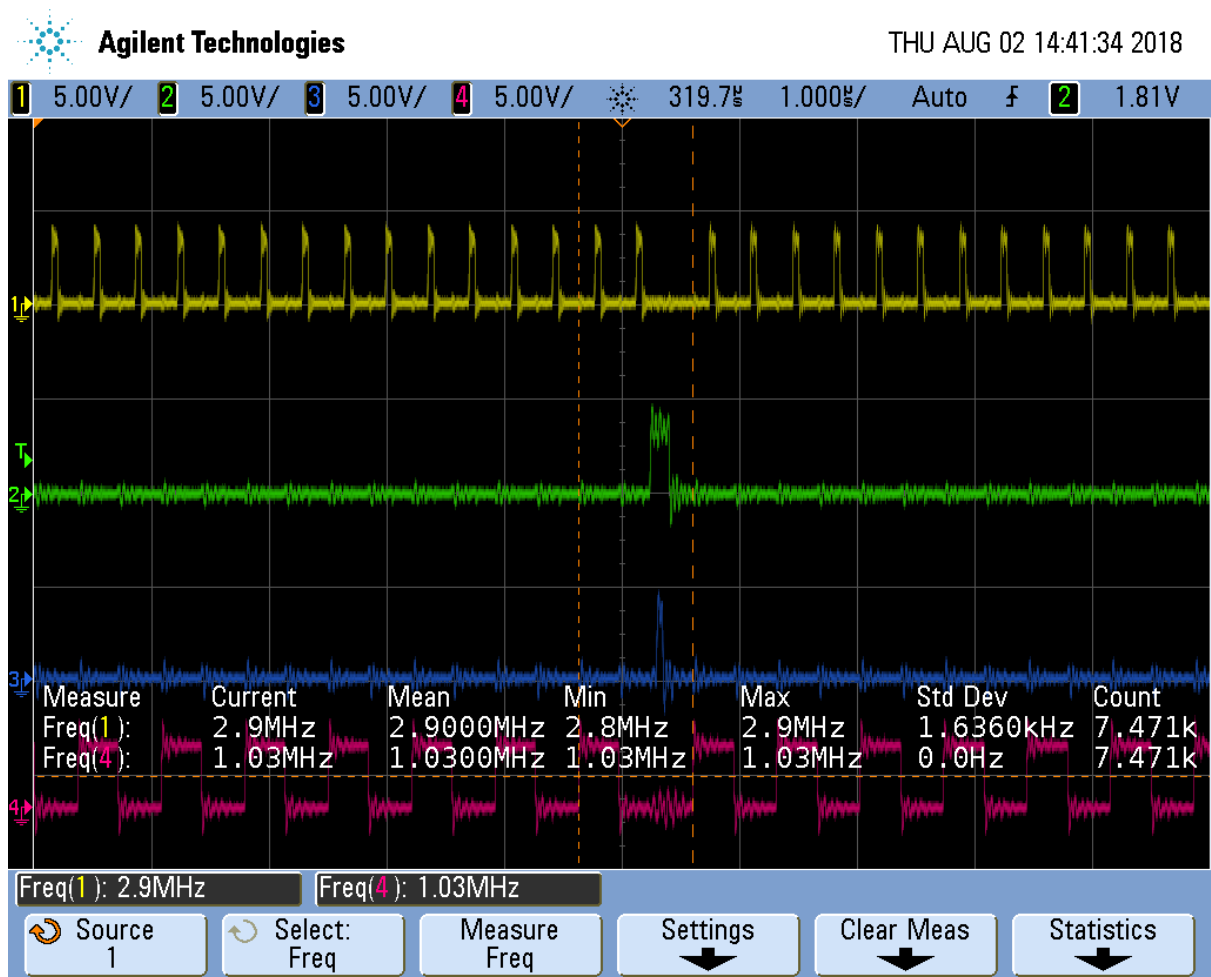 Agilent Technologies THU AUG 02 14:41:34 2018
1 5.00V/ 2 5.00V/ 3 5.00V/ 4 5.00V/ 319.7µs 1.000µs/ Auto 2 1.81V
1
T
2
3
Measure Current Mean Min Max Std Dev Count
Freq(1): 2.9MHz 2.9000MHz 2.8MHz 2.9MHz 1.6360kHz 7.471k
Freq(4): 1.03MHz 1.0300MHz 1.03MHz 1.03MHz 0.0Hz 7.471k
4
Freq(1): 2.9MHz Freq(4): 1.03MHz
Source Select: Measure Settings Clear Meas Statistics
1 Freq Freq